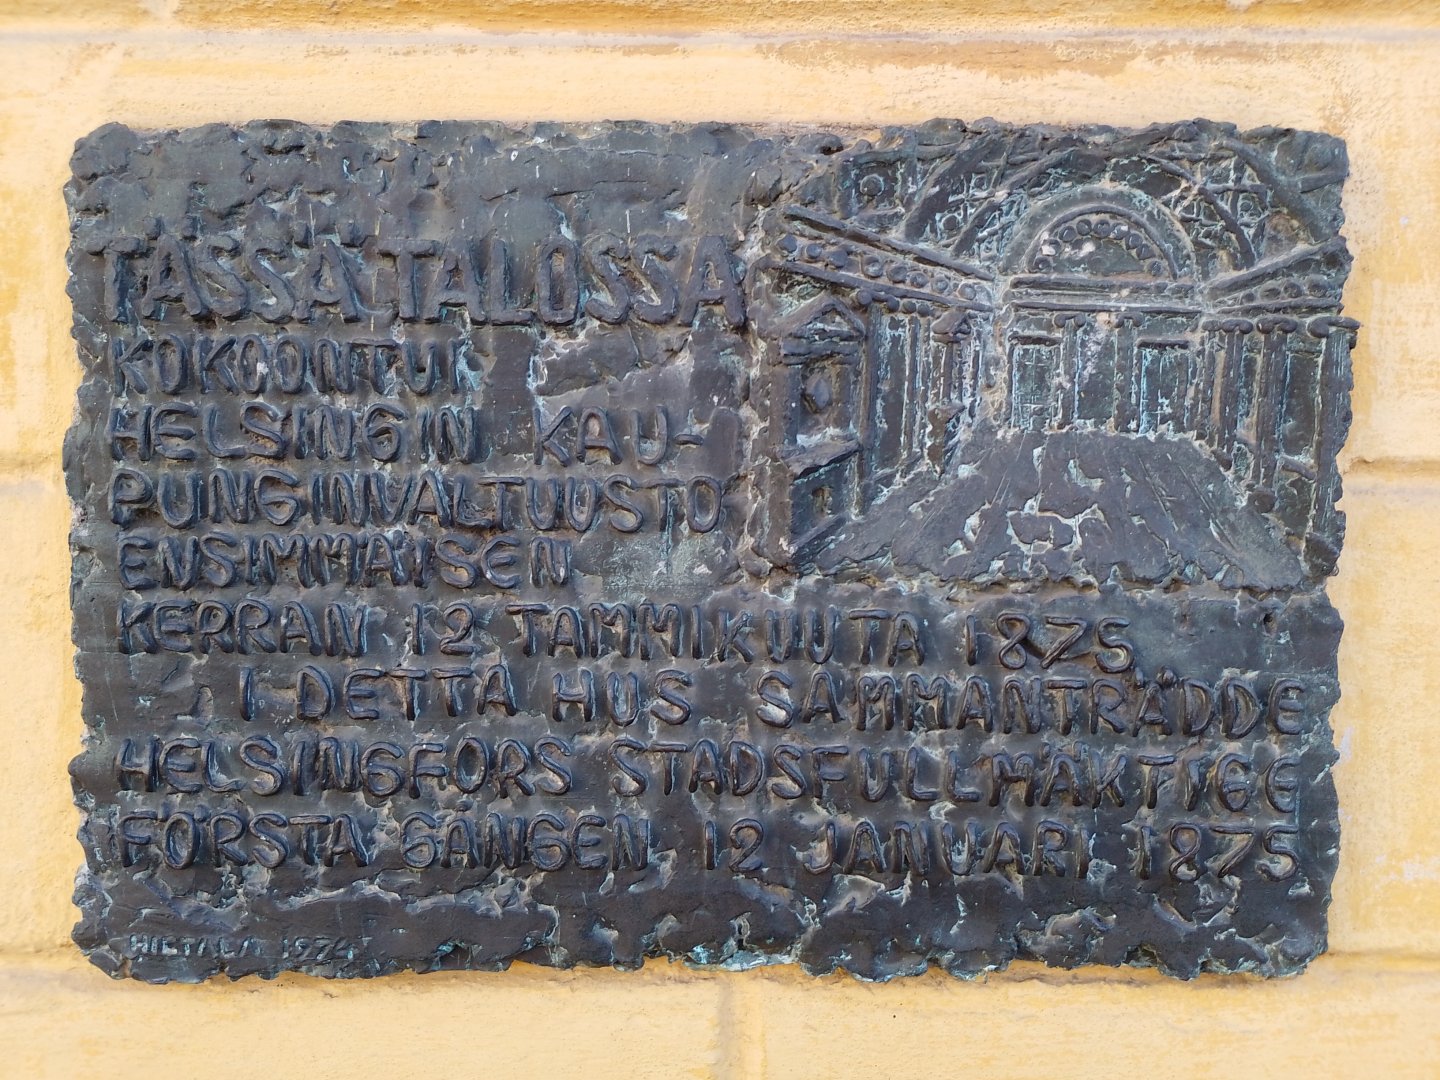 TÄSSÄ TALOSSA
KOKOONTUI
HELSINGIN KAU-
PUNGINVALTUUSTO
ENSIMMÄISEN
KERRAN 12 TAMMIKUUTA 1875.
I DETTA HUS SAMMANTRÄDDE
HELSINGFORS STADSFULLMÄKTIGE
FÖRSTA GÅNGEN 12 JANUARI 1875
HIETALA 1974